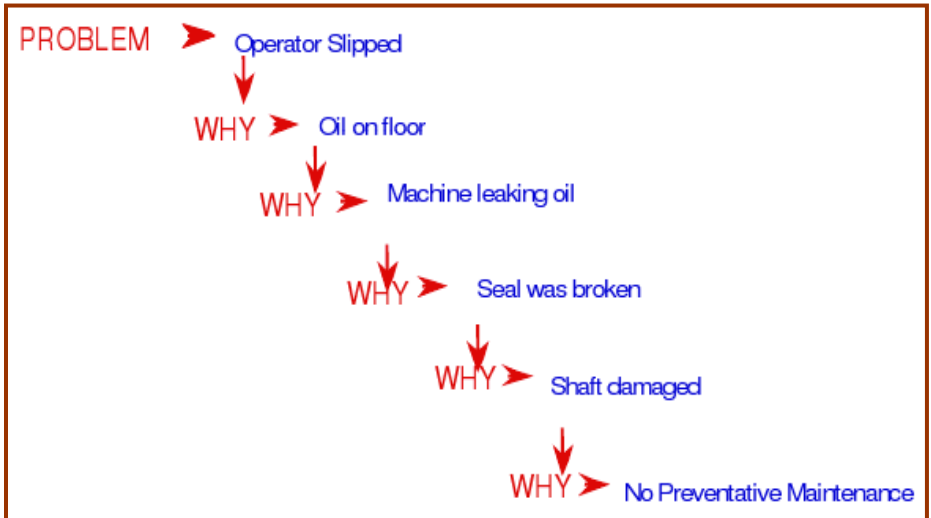 PROBLEM Operator Slipped
WHY Oil on floor
WHY Machine leaking oil
WHY Seal was broken
WHY Shaft damaged
WHY No Preventative Maintenance